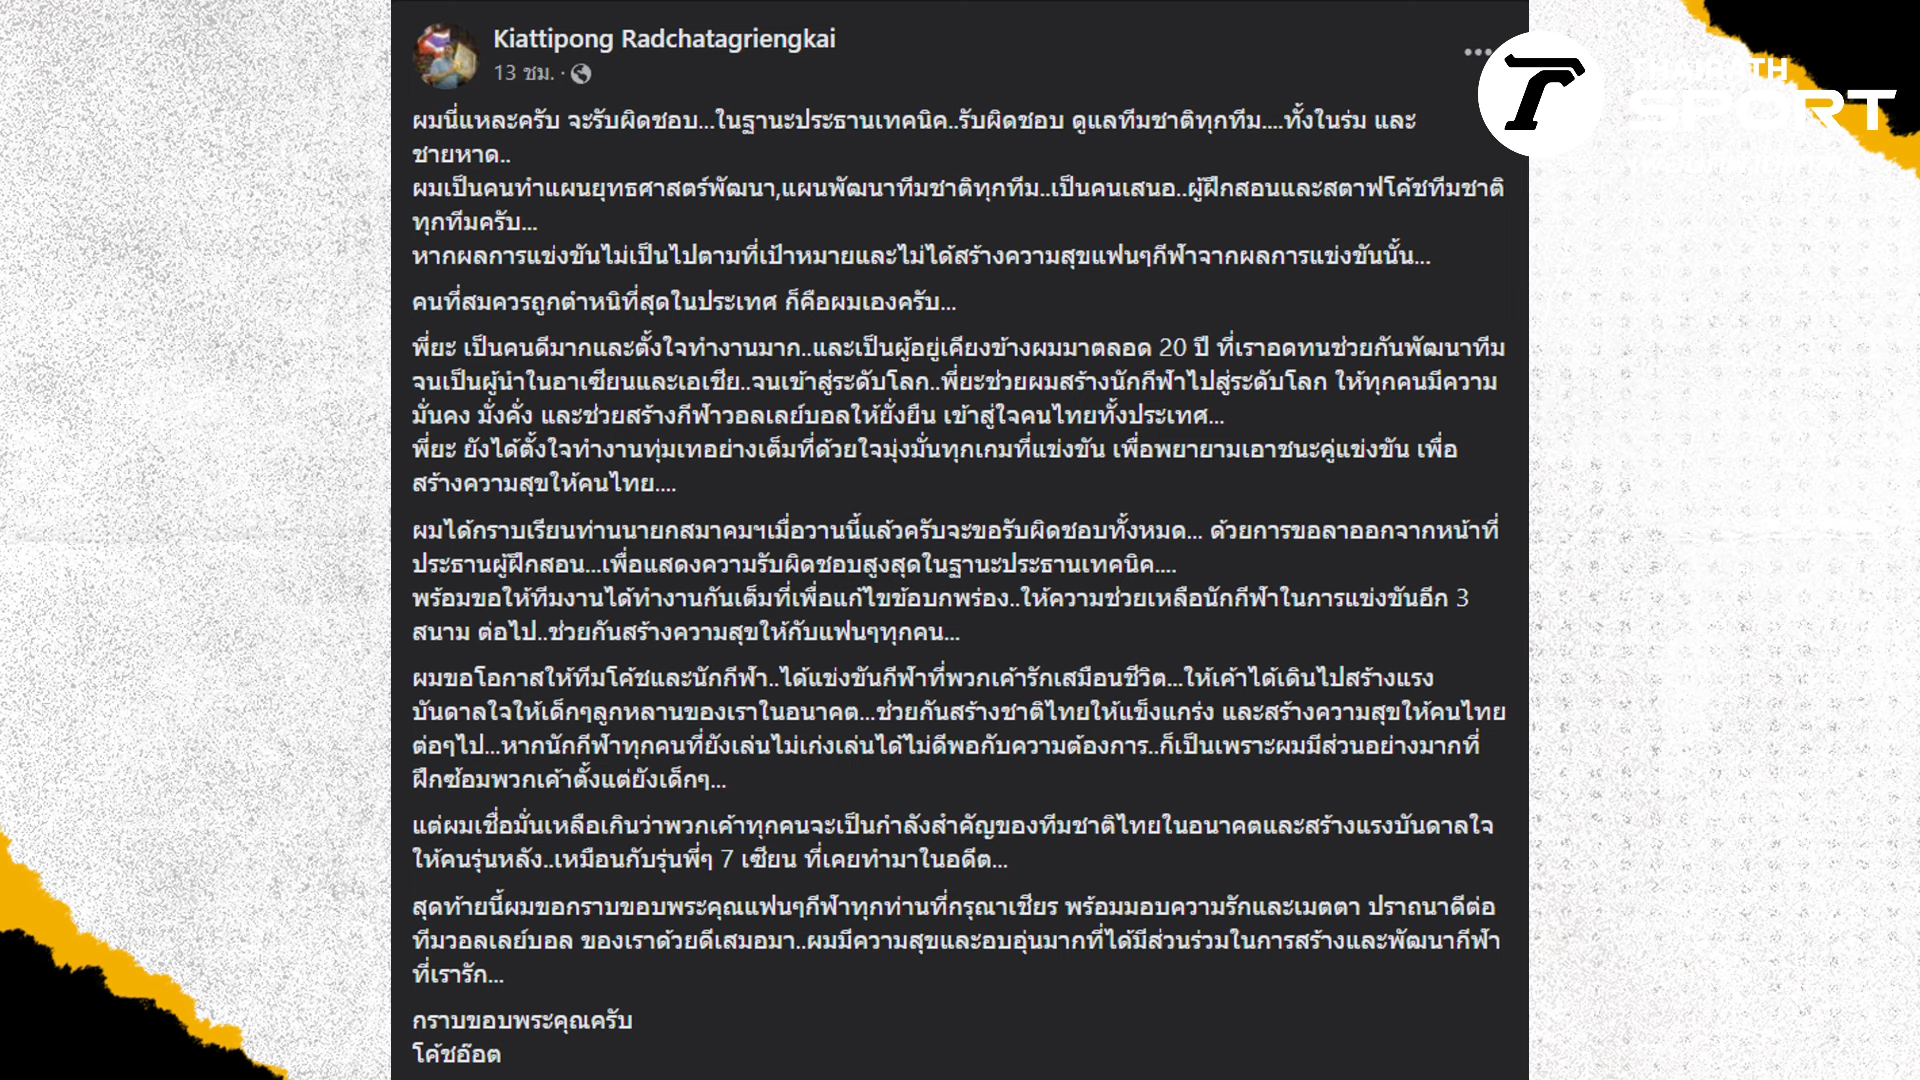 Kiattipong Radchatagriengkai
13 ชม. ·
THAIRATH
SPORT
ผมนี่แหละครับ จะรับผิดชอบ...ในฐานะประธานเทคนิค..รับผิดชอบ ดูแลทีมชาติทุกทีม....ทั้งในร่ม และ
ชายหาด..
ผมเป็นคนทำแผนยุทธศาสตร์พัฒนา,แผนพัฒนาทีมชาติทุกทีม..เป็นคนเสนอ..ผู้ฝึกสอนและสตาฟโค้ชทีมชาติ
ทุกทีมครับ...
หากผลการแข่งขันไม่เป็นไปตามที่เป้าหมายและไม่ได้สร้างความสุขแฟนๆกีฬาจากผลการแข่งขันนั้น...
คนที่สมควรถูกตำหนิที่สุดในประเทศ ก็คือผมเองครับ...
พี่ยะ เป็นคนดีมากและตั้งใจทำงานมาก..และเป็นผู้อยู่เคียงข้างผมมาตลอด 20 ปี ที่เราอดทนช่วยกันพัฒนาทีม
จนเป็นผู้นำในอาเซียนและเอเชีย..จนเข้าสู่ระดับโลก..พี่ยะช่วยผมสร้างนักกีฬาไปสู่ระดับโลก ให้ทุกคนมีความ
มั่นคง มั่งคั่ง และช่วยสร้างกีฬาวอลเลย์บอลให้ยั่งยืน เข้าสู่ใจคนไทยทั้งประเทศ...
พี่ยะ ยังได้ตั้งใจทำงานทุ่มเทอย่างเต็มที่ด้วยใจมุ่งมั่นทุกเกมที่แข่งขัน เพื่อพยายามเอาชนะคู่แข่งขัน เพื่อ
สร้างความสุขให้คนไทย....
ผมได้กราบเรียนท่านนายกสมาคมฯเมื่อวานนี้แล้วครับจะขอรับผิดชอบทั้งหมด... ด้วยการขอลาออกจากหน้าที่
ประธานผู้ฝึกสอน...เพื่อแสดงความรับผิดชอบสูงสุดในฐานะประธานเทคนิค....
พร้อมขอให้ทีมงานได้ทำงานกันเต็มที่เพื่อแก้ไขข้อบกพร่อง..ให้ความช่วยเหลือนักกีฬาในการแข่งขันอีก 3
สนาม ต่อไป..ช่วยกันสร้างความสุขให้กับแฟนๆทุกคน...
ผมขอโอกาสให้ทีมโค้ชและนักกีฬา..ได้แข่งขันกีฬาที่พวกเค้ารักเสมือนชีวิต...ให้เค้าได้เดินไปสร้างแรง
บันดาลใจให้เด็กๆลูกหลานของเราในอนาคต...ช่วยกันสร้างชาติไทยให้แข็งแกร่ง และสร้างความสุขให้คนไทย
ต่อๆไป...หากนักกีฬาทุกคนที่ยังเล่นไม่เก่งเล่นได้ไม่ดีพอกับความต้องการ..ก็เป็นเพราะผมมีส่วนอย่างมากที่
ฝึกซ้อมพวกเค้าตั้งแต่ยังเด็กๆ...
แต่ผมเชื่อมั่นเหลือเกินว่าพวกเค้าทุกคนจะเป็นกำลังสำคัญของทีมชาติไทยในอนาคตและสร้างแรงบันดาลใจ
ให้คนรุ่นหลัง..เหมือนกับรุ่นพี่ๆ 7 เซียน ที่เคยทำมาในอดีต...
สุดท้ายนี้ผมขอกราบขอบพระคุณแฟนๆกีฬาทุกท่านที่กรุณาเชียร พร้อมมอบความรักและเมตตา ปราถนาดีต่อ
ทีมวอลเลย์บอล ของเราด้วยดีเสมอมา..ผมมีความสุขและอบอุ่นมากที่ได้มีส่วนร่วมในการสร้างและพัฒนากีฬา
ที่เรารัก...
กราบขอบพระคุณครับ
โค้ชอ๊อต